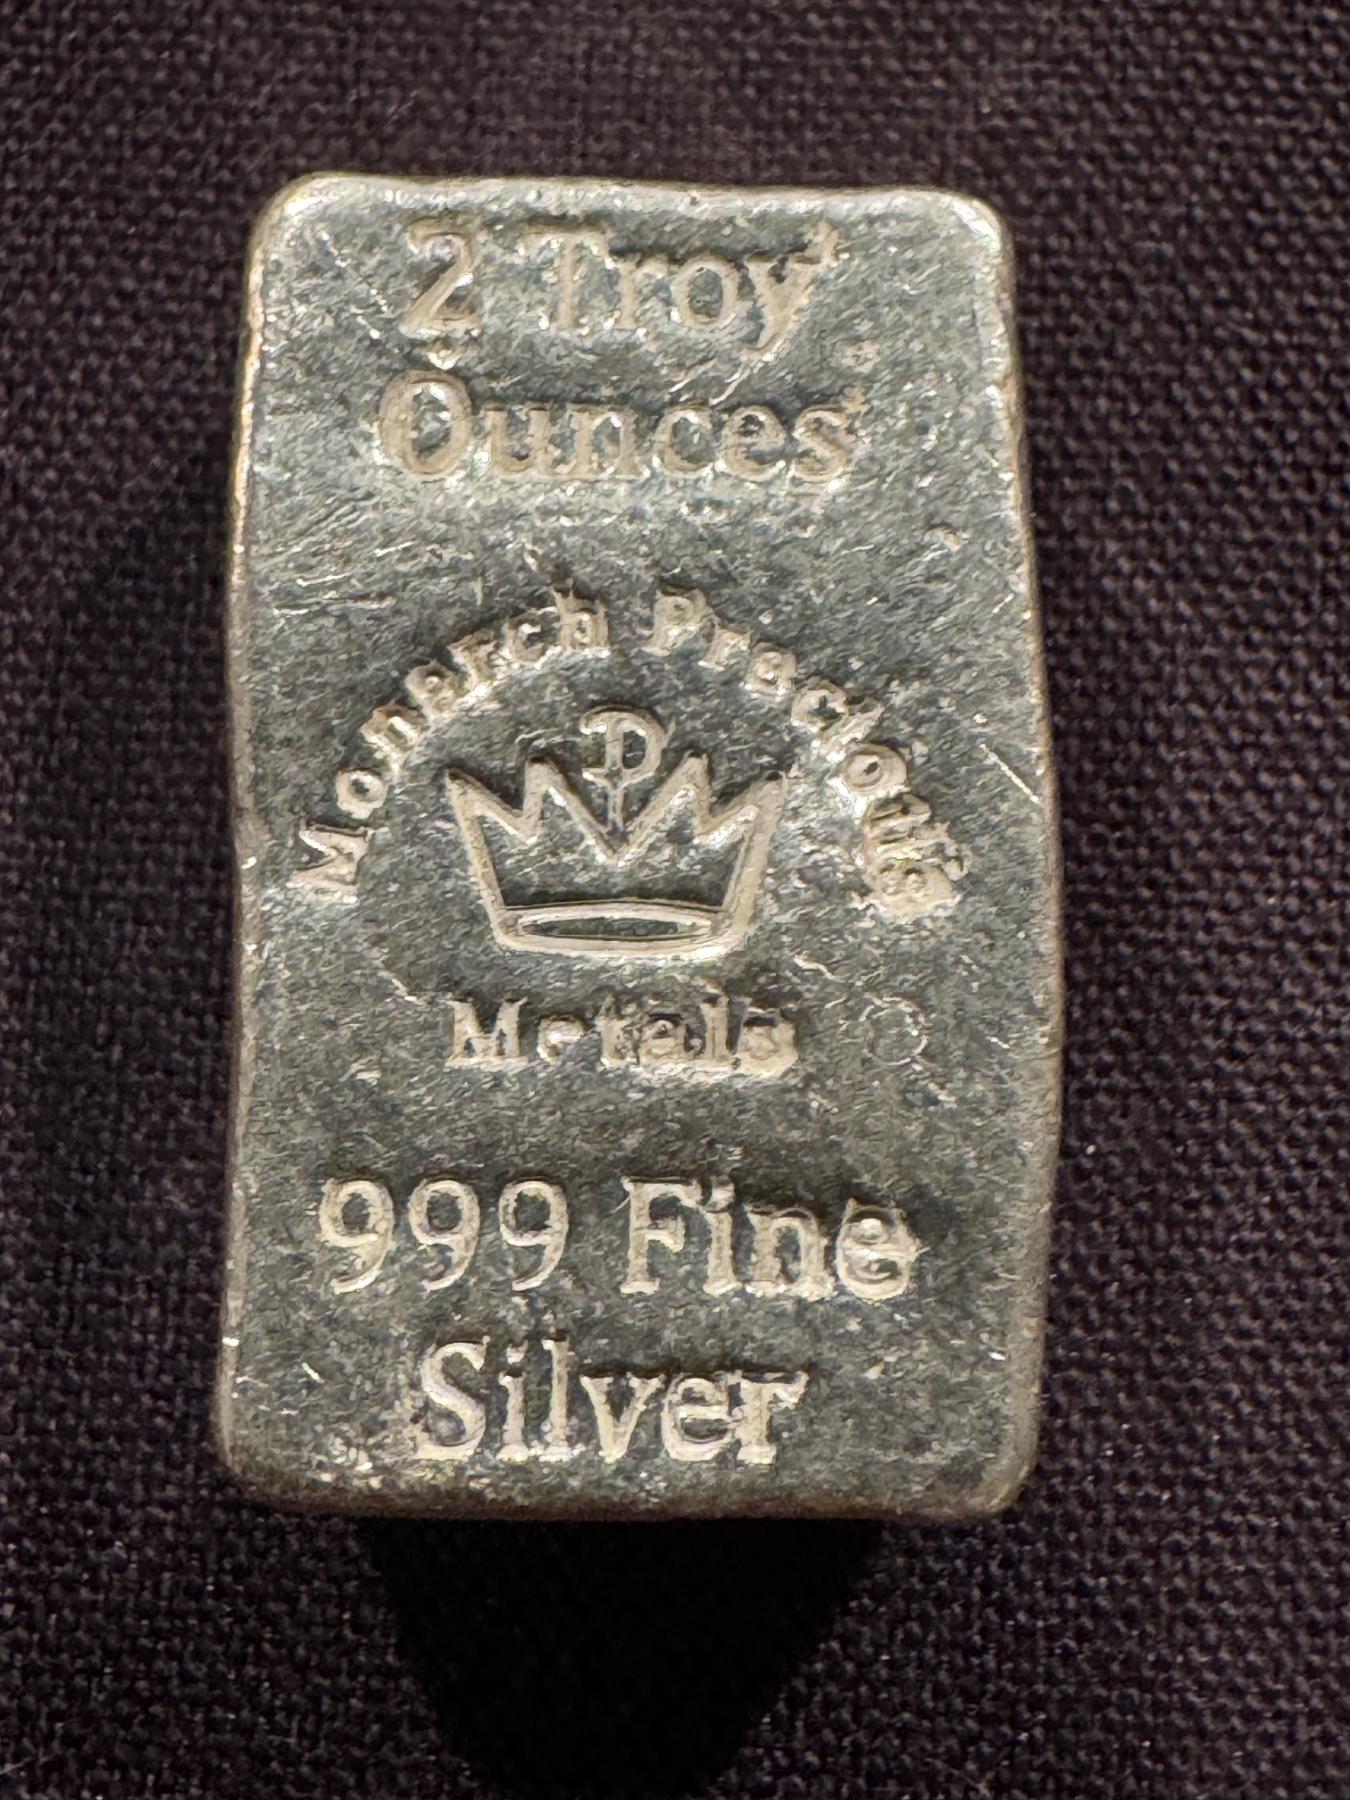 2 Troy
Ounces
Monarch Precious
P
Metals
999 Fine
Silver